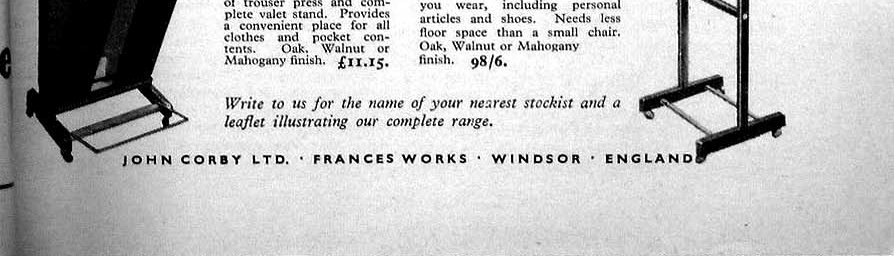 of trouser press and com-
plete valet stand. Provides
a convenient place for all
clothes and pocket con-
tents. Oak, Walnut or
Mahogany finish. £11.15.
you wear, including personal
articles and shoes. Needs less
floor space than a small chair.
Oak, Walnut or Mahogany
finish. 98/6.
Write to us for the name of your nearest stockist and a
leaflet illustrating our complete range.
JOHN CORBY LTD. · FRANCES WORKS · WINDSOR · ENGLAND